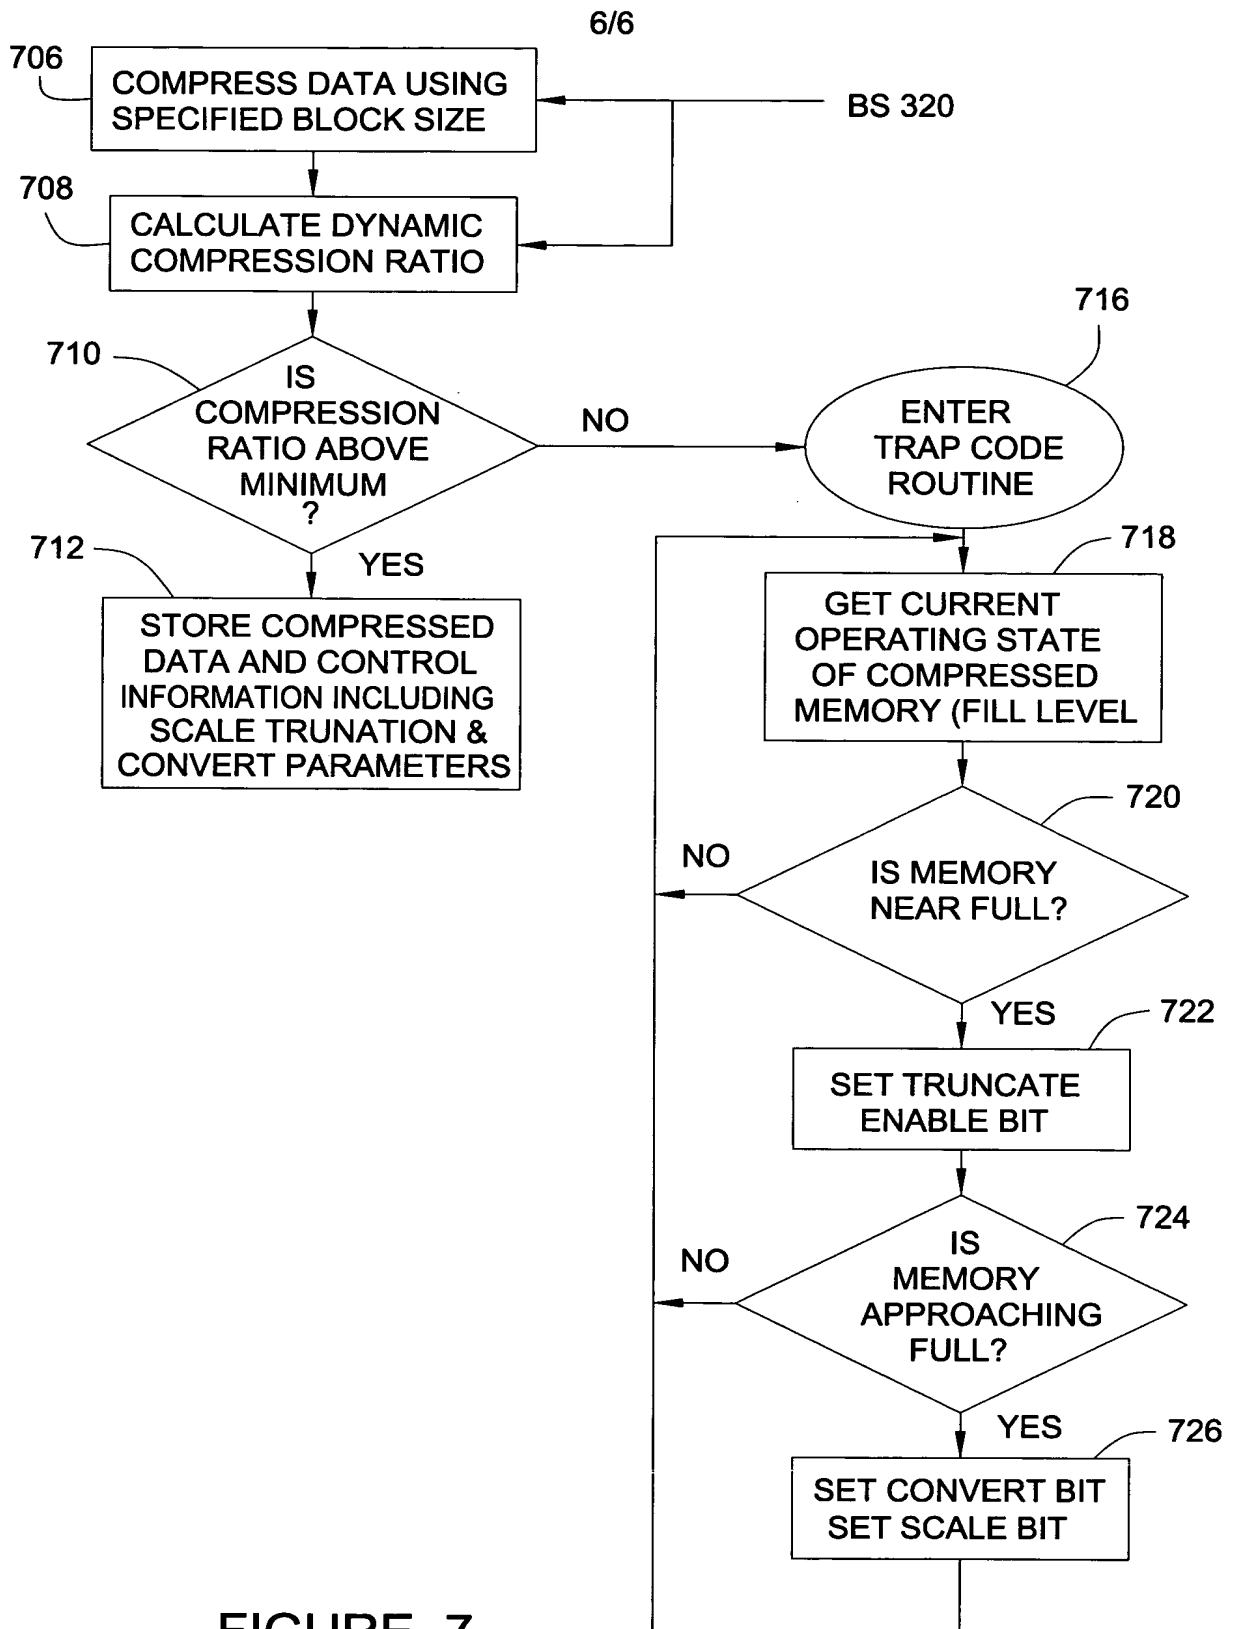 6/6
706
COMPRESS DATA USING
SPECIFIED BLOCK SIZE
BS 320
708
CALCULATE DYNAMIC
COMPRESSION RATIO
710
IS
COMPRESSION
RATIO ABOVE
MINIMUM
?
NO
YES
712
STORE COMPRESSED
DATA AND CONTROL
INFORMATION INCLUDING
SCALE TRUNATION &
CONVERT PARAMETERS
716
ENTER
TRAP CODE
ROUTINE
718
GET CURRENT
OPERATING STATE
OF COMPRESSED
MEMORY (FILL LEVEL
720
IS MEMORY
NEAR FULL?
NO
YES
722
SET TRUNCATE
ENABLE BIT
724
IS
MEMORY
APPROACHING
FULL?
NO
YES
726
SET CONVERT BIT
SET SCALE BIT
FIGURE 7